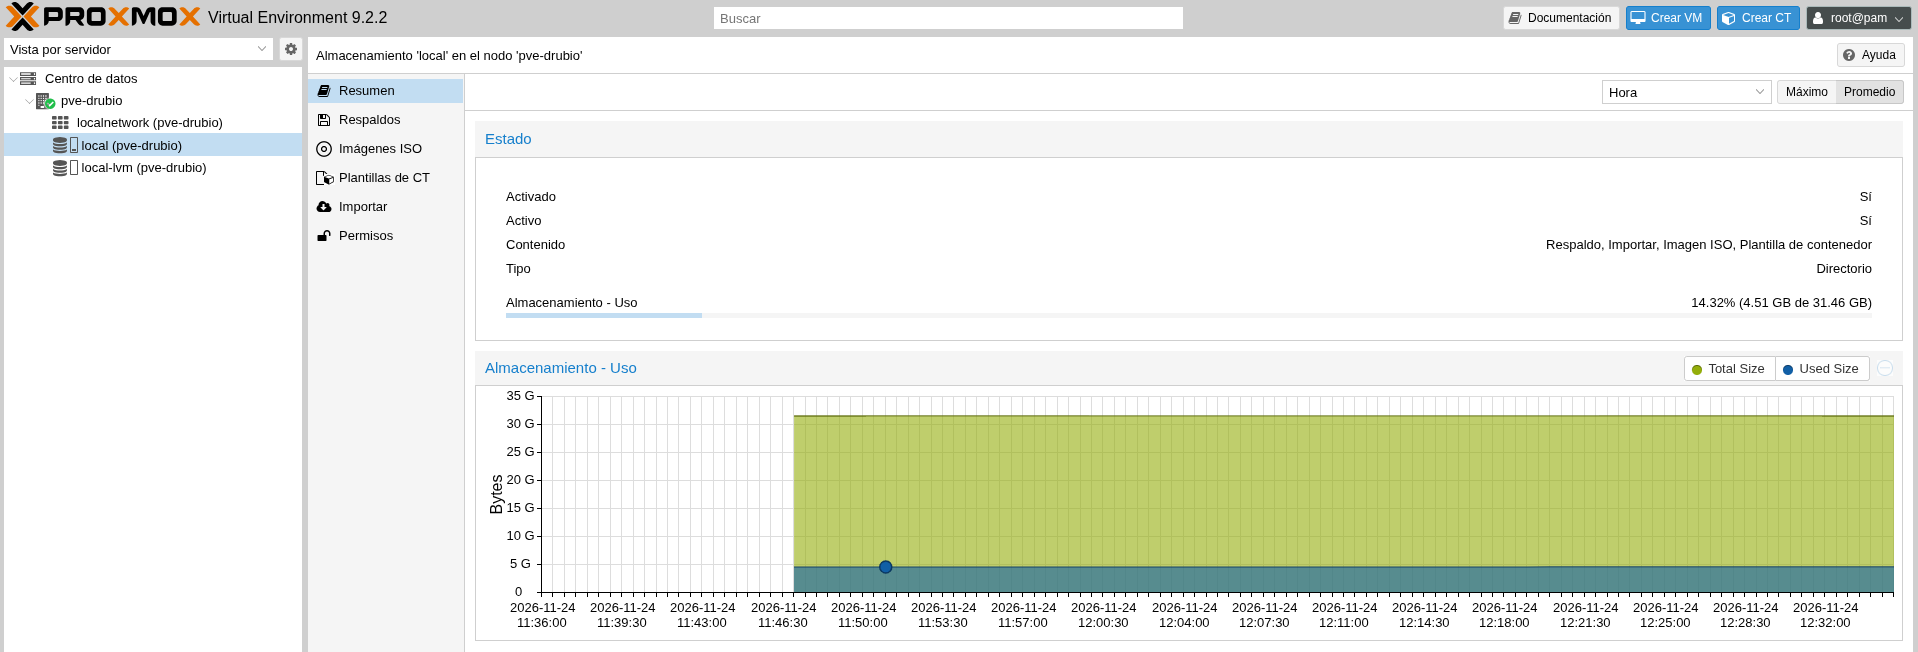 PROXMOX Virtual Environment 9.2.2
Buscar
Documentación
Crear VM
Crear CT
root@pam
Vista por servidor
Almacenamiento 'local' en el nodo 'pve-drubio'
Ayuda
Centro de datos
pve-drubio
localnetwork (pve-drubio)
local (pve-drubio)
local-lvm (pve-drubio)
Resumen
Respaldos
Imágenes ISO
Plantillas de CT
Importar
Permisos
Hora
Máximo
Promedio
Estado
Activado Sí
Activo Sí
Contenido Respaldo, Importar, Imagen ISO, Plantilla de contenedor
Tipo Directorio
Almacenamiento - Uso 14.32% (4.51 GB de 31.46 GB)
Almacenamiento - Uso
Total Size
Used Size
Bytes
35 G
30 G
25 G
20 G
15 G
10 G
5 G
0
2026-11-24 2026-11-24 2026-11-24 2026-11-24 2026-11-24 2026-11-24 2026-11-24 2026-11-24 2026-11-24 2026-11-24 2026-11-24 2026-11-24 2026-11-24 2026-11-24 2026-11-24 2026-11-24 2026-11-24
11:36:00 11:39:30 11:43:00 11:46:30 11:50:00 11:53:30 11:57:00 12:00:30 12:04:00 12:07:30 12:11:00 12:14:30 12:18:00 12:21:30 12:25:00 12:28:30 12:32:00